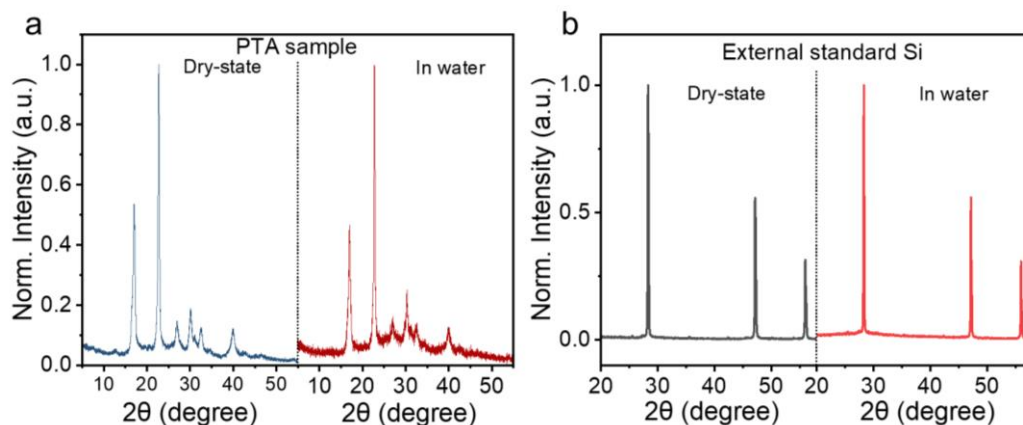 a
PTA sample
Dry-state
In water
Norm. Intensity (a.u.)
1.0
0.8
0.6
0.4
0.2
0.0
10 20 30 40 50 10 20 30 40 50
2θ (degree) 2θ (degree)
b
External standard Si
Dry-state
In water
Norm. Intensity (a.u.)
1.0
0.5
0.0
20 30 40 50 20 30 40 50
2θ (degree) 2θ (degree)